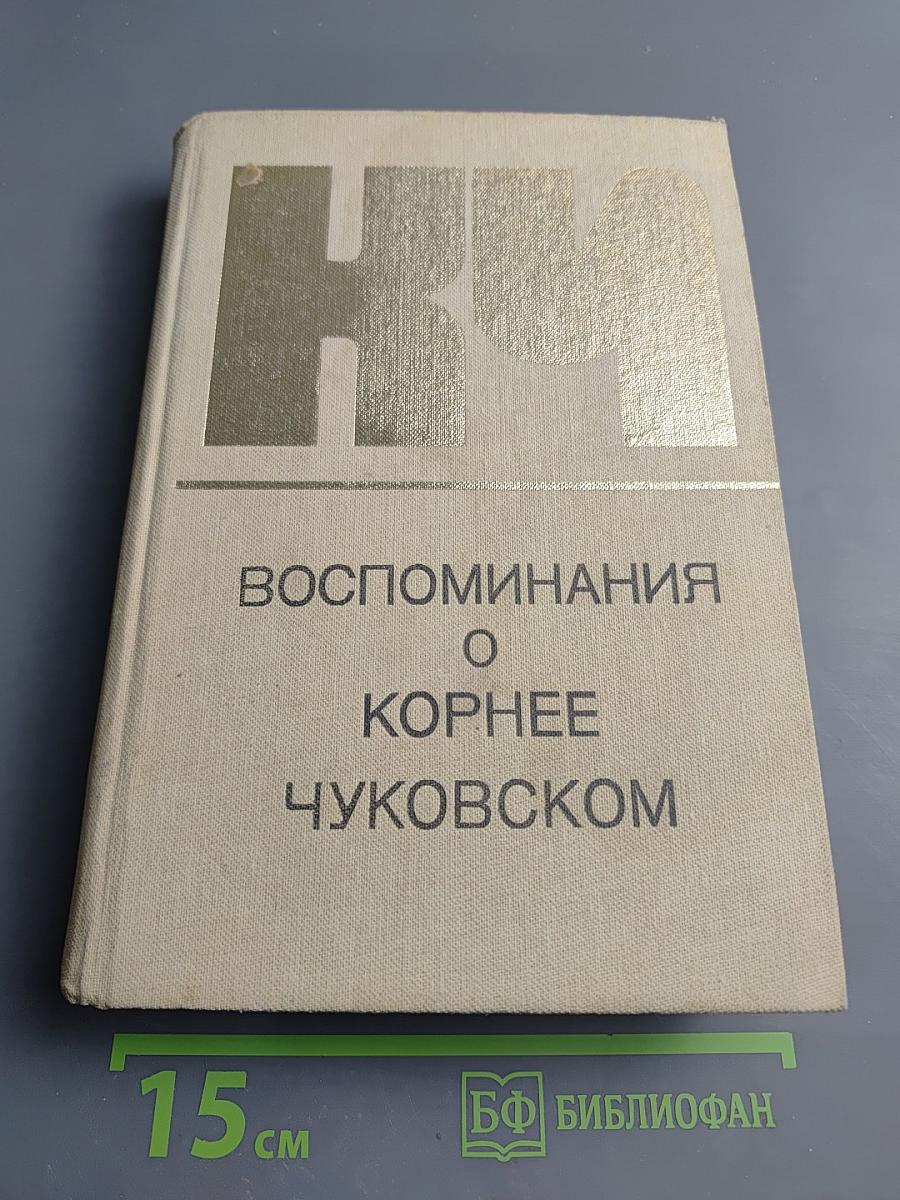 КЧ
ВОСПОМИНАНИЯ
О
КОРНЕЕ
ЧУКОВСКОМ
15 см
БФ БИБЛИОФАН